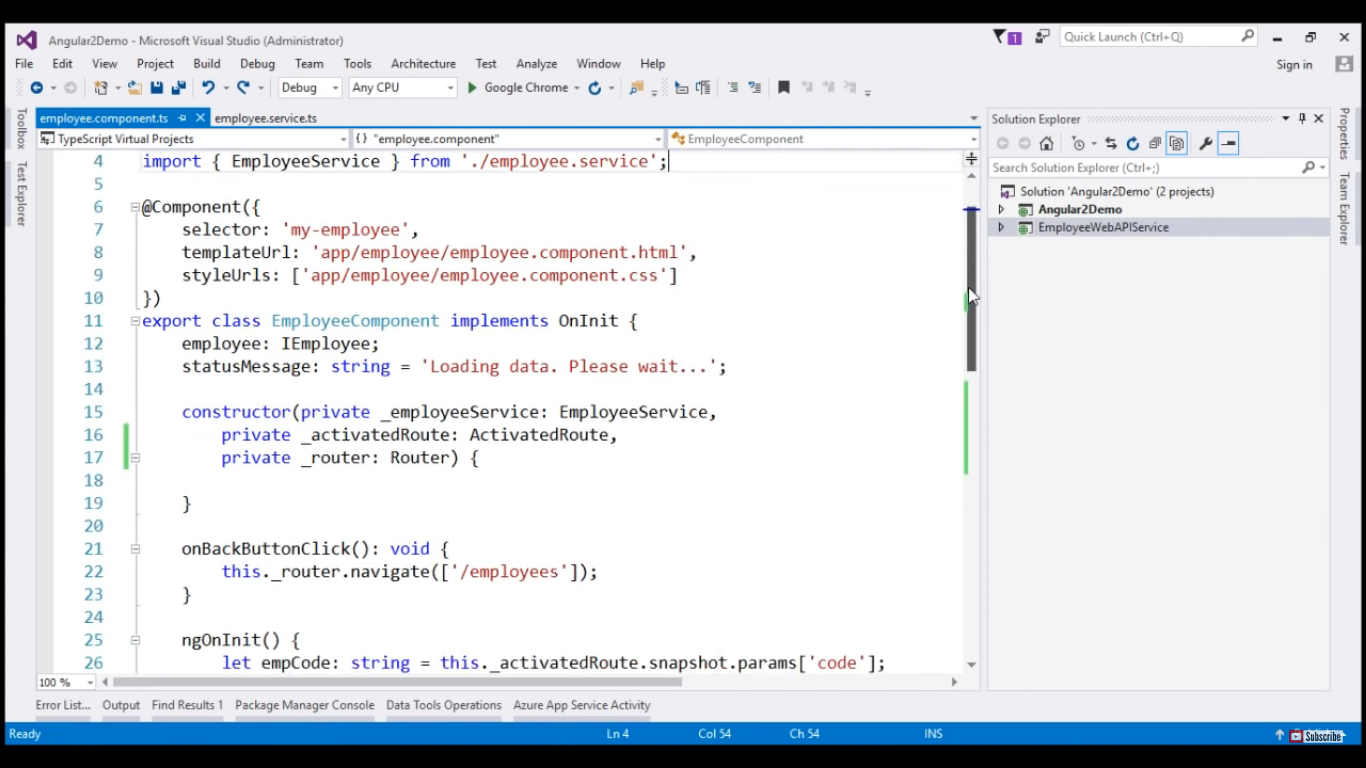 Angular2Demo - Microsoft Visual Studio (Administrator)
1
Quick Launch (Ctrl+Q)
File Edit View Project Build Debug Team Tools Architecture Test Analyze Window Help
Sign in
Debug Any CPU Google Chrome
Toolbox
Test Explorer
employee.component.ts employee.service.ts
TypeScript Virtual Projects {} "employee.component" EmployeeComponent
4 import { EmployeeService } from './employee.service';
5
6 @Component({
7 selector: 'my-employee',
8 templateUrl: 'app/employee/employee.component.html',
9 styleUrls: ['app/employee/employee.component.css']
10 })
11 export class EmployeeComponent implements OnInit {
12 employee: IEmployee;
13 statusMessage: string = 'Loading data. Please wait...';
14
15 constructor(private _employeeService: EmployeeService,
16 private _activatedRoute: ActivatedRoute,
17 private _router: Router) {
18
19 }
20
21 onBackButtonClick(): void {
22 this._router.navigate(['/employees']);
23 }
24
25 ngOnInit() {
26 let empCode: string = this._activatedRoute.snapshot.params['code'];
100 %
Solution Explorer
Search Solution Explorer (Ctrl+;)
Solution 'Angular2Demo' (2 projects)
Angular2Demo
EmployeeWebAPIService
Properties
Team Explorer
Error List... Output Find Results 1 Package Manager Console Data Tools Operations Azure App Service Activity
Ready Ln 4 Col 54 Ch 54 INS
Subscribe